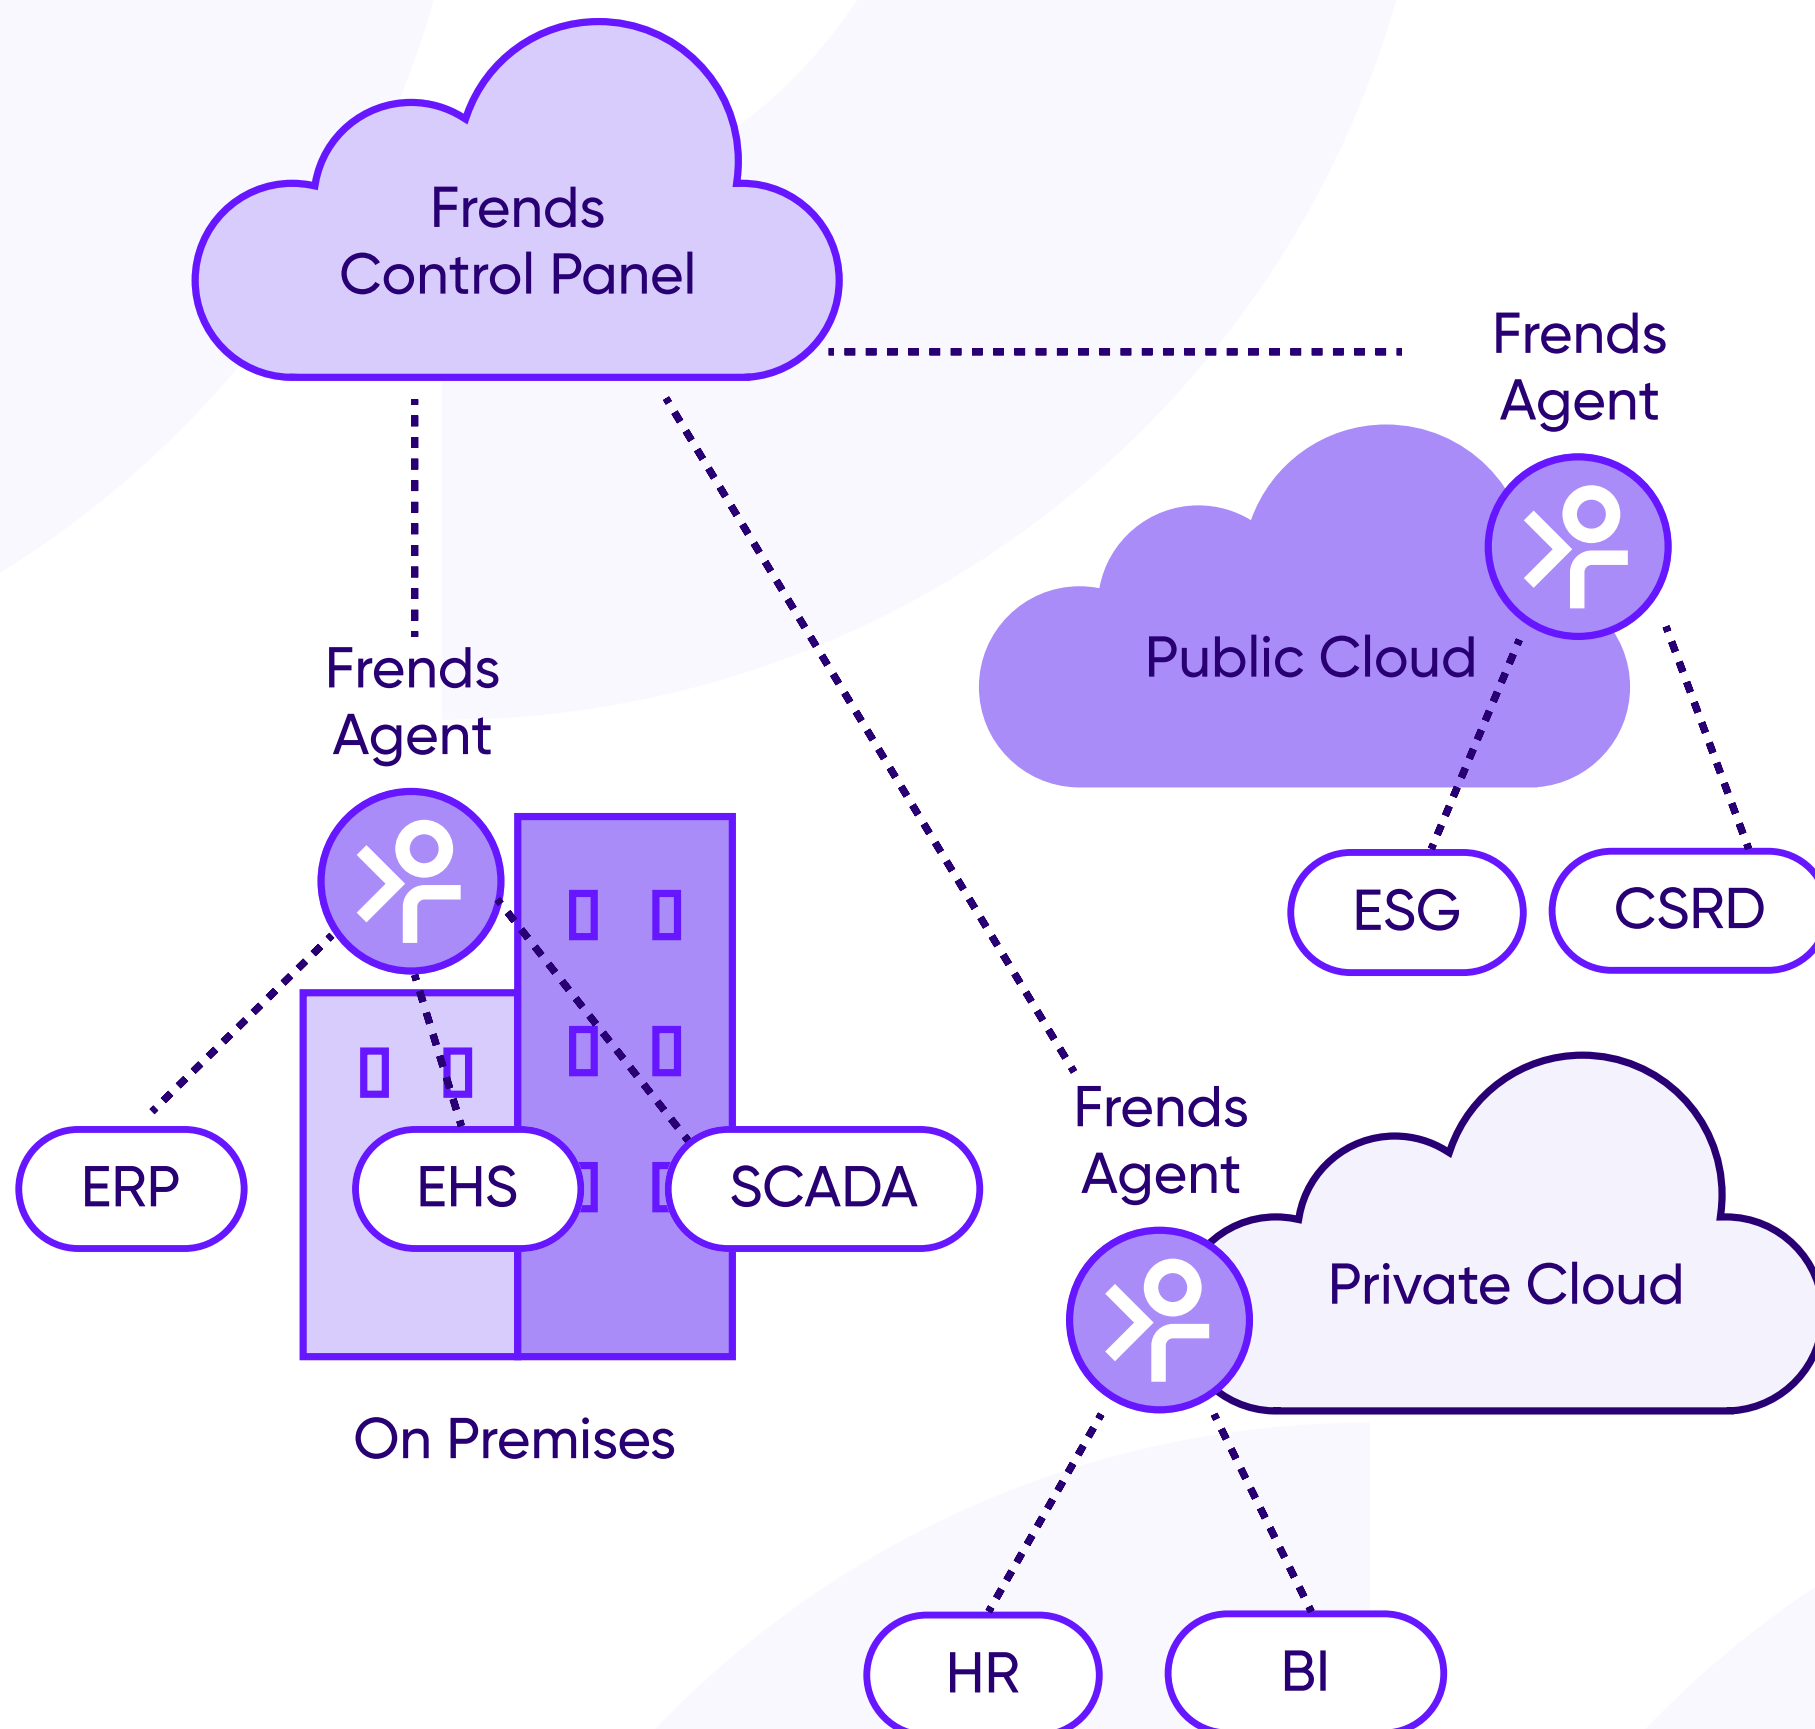 Frends
Control Panel
Frends
Agent
Public Cloud
ESG
CSRD
Frends
Agent
ERP
EHS
SCADA
On Premises
Frends
Agent
Private Cloud
HR
BI